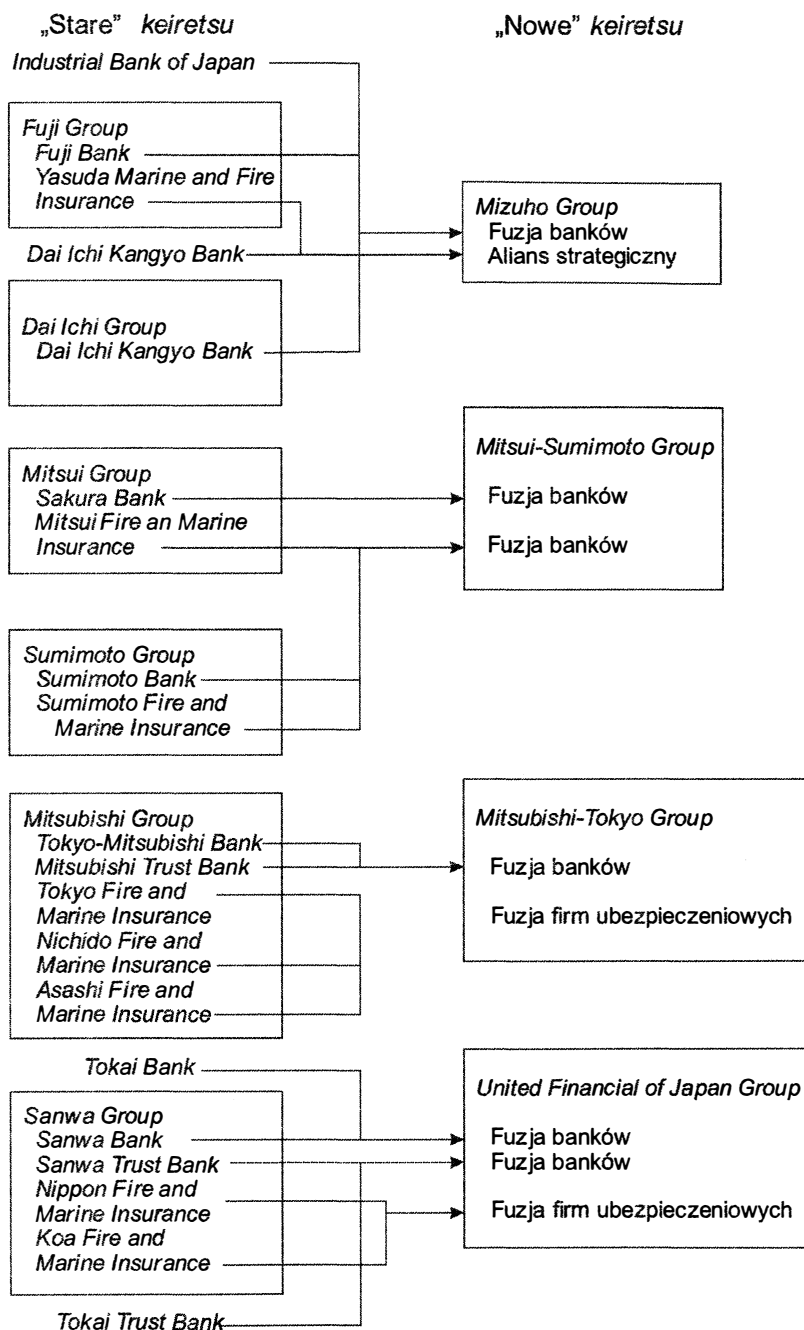 „Stare” keiretsu
„Nowe” keiretsu
Industrial Bank of Japan
Fuji Group
Fuji Bank
Yasuda Marine and Fire
Insurance
Mizuho Group
Fuzja banków
Alians strategiczny
Dai Ichi Kangyo Bank
Dai Ichi Group
Dai Ichi Kangyo Bank
Mitsui Group
Sakura Bank
Mitsui Fire an Marine
Insurance
Mitsui-Sumimoto Group
Fuzja banków
Fuzja banków
Sumimoto Group
Sumimoto Bank
Sumimoto Fire and
Marine Insurance
Mitsubishi Group
Tokyo-Mitsubishi Bank
Mitsubishi Trust Bank
Tokyo Fire and
Marine Insurance
Nichido Fire and
Marine Insurance
Asashi Fire and
Marine Insurance
Mitsubishi-Tokyo Group
Fuzja banków
Fuzja firm ubezpieczeniowych
Tokai Bank
Sanwa Group
Sanwa Bank
Sanwa Trust Bank
Nippon Fire and
Marine Insurance
Koa Fire and
Marine Insurance
United Financial of Japan Group
Fuzja banków
Fuzja banków
Fuzja firm ubezpieczeniowych
Tokai Trust Bank